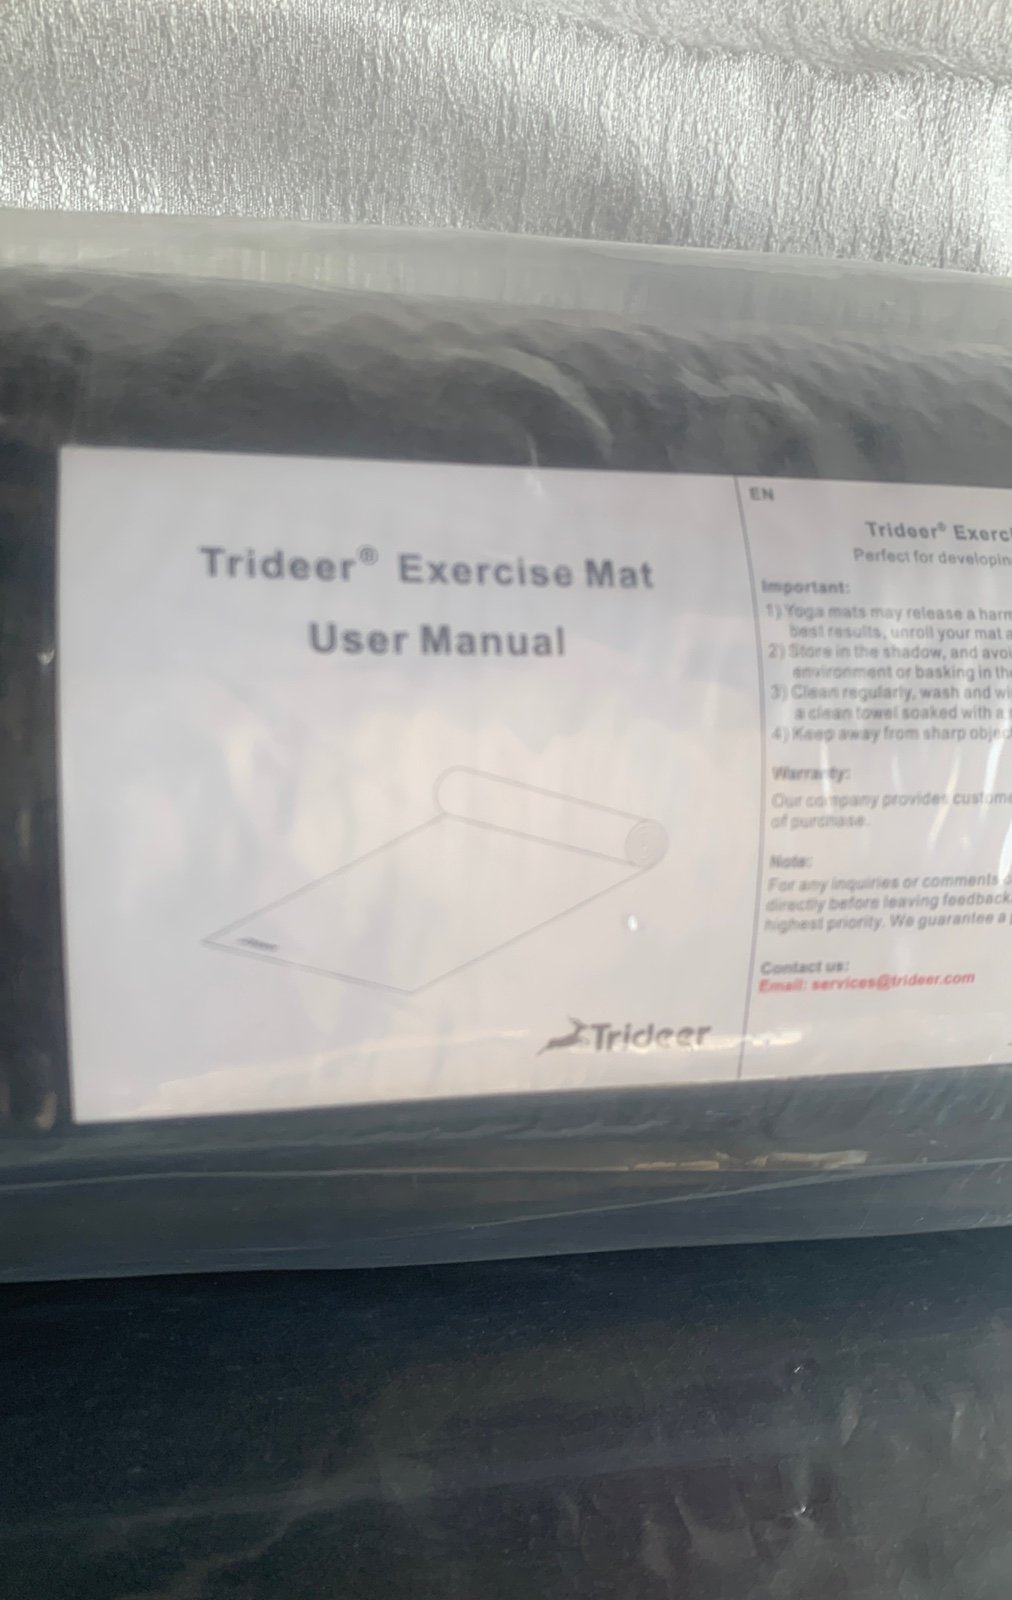 Trideer® Exercise Mat
User Manual
Trideer
EN
Trideer® Exerc
Perfect for developin
Important:
1) Yoga mats may release a harm
best results, unroll your mat a
2) Store in the shadow, and avoi
environment or basking in the
3) Clean regularly, wash and wi
a clean towel soaked with a
4) Keep away from sharp objec
Warranty:
Our company provides custome
of purchase.
Note:
For any inquiries or comments
directly before leaving feedback
highest priority. We guarantee a
Contact us:
Email: services@trideer.com